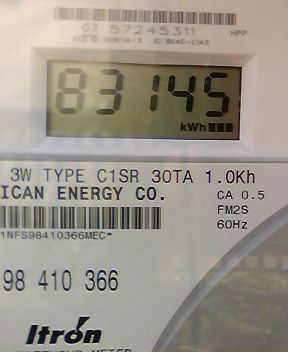 07 57245311
HPP
83145
kWh
3W TYPE C1SR 30TA 1.0Kh
ICAN ENERGY CO.
CA 0.5
FM2S
60Hz
1NFS98410366MEC*
98 410 366
Itron